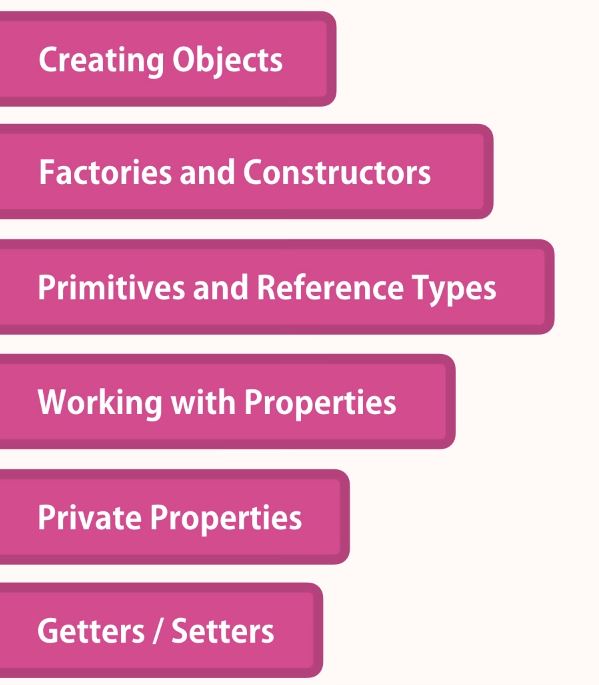 Creating Objects
Factories and Constructors
Primitives and Reference Types
Working with Properties
Private Properties
Getters / Setters